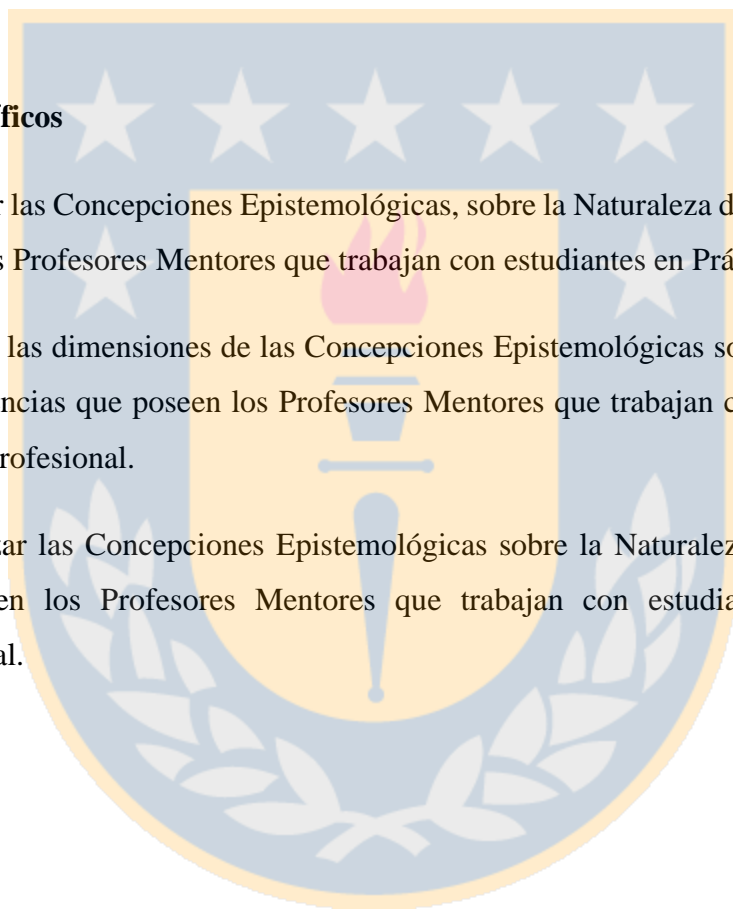 ficos
las Concepciones Epistemológicas, sobre la Naturaleza d
Profesores Mentores que trabajan con estudiantes en Prá
las dimensiones de las Concepciones Epistemológicas so
ncias que poseen los Profesores Mentores que trabajan c
rofesional.
zar las Concepciones Epistemológicas sobre la Naturalez
en los Profesores Mentores que trabajan con estudia
al.